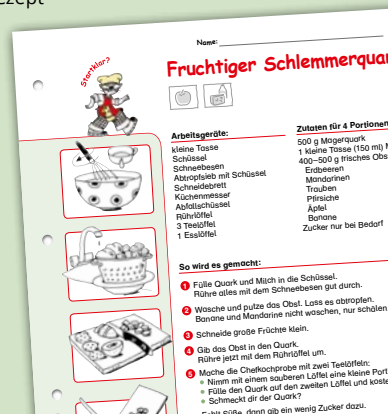 zept
Name:
Startklar?
Fruchtiger Schlemmerquar
Arbeitsgeräte:
kleine Tasse
Schüssel
Schneebesen
Abtropfsieb mit Schüssel
Schneidebrett
Küchenmesser
Abfallschüssel
Rührlöffel
3 Teelöffel
1 Esslöffel
Zutaten für 4 Portionen
500 g Magerquark
1 kleine Tasse (150 ml) M
400–500 g frisches Obs
Erdbeeren
Mandarinen
Trauben
Pfirsiche
Äpfel
Banane
Zucker nur bei Bedarf
So wird es gemacht:
1 Fülle Quark und Milch in die Schüssel.
Rühre alles mit dem Schneebesen gut durch.
2 Wasche und putze das Obst. Lass es abtropfen.
Banane und Mandarine nicht waschen, nur schälen
3 Schneide große Früchte klein.
4 Gib das Obst in den Quark.
Rühre jetzt mit dem Rührlöffel um.
5 Mache die Chefkochprobe mit zwei Teelöffeln:
• Nimm mit einem sauberen Löffel eine kleine Port
• Fülle den Quark auf den zweiten Löffel und koste
• Schmeckt dir der Quark?
Fehlt Süße, dann gib ein wenig Zucker dazu.